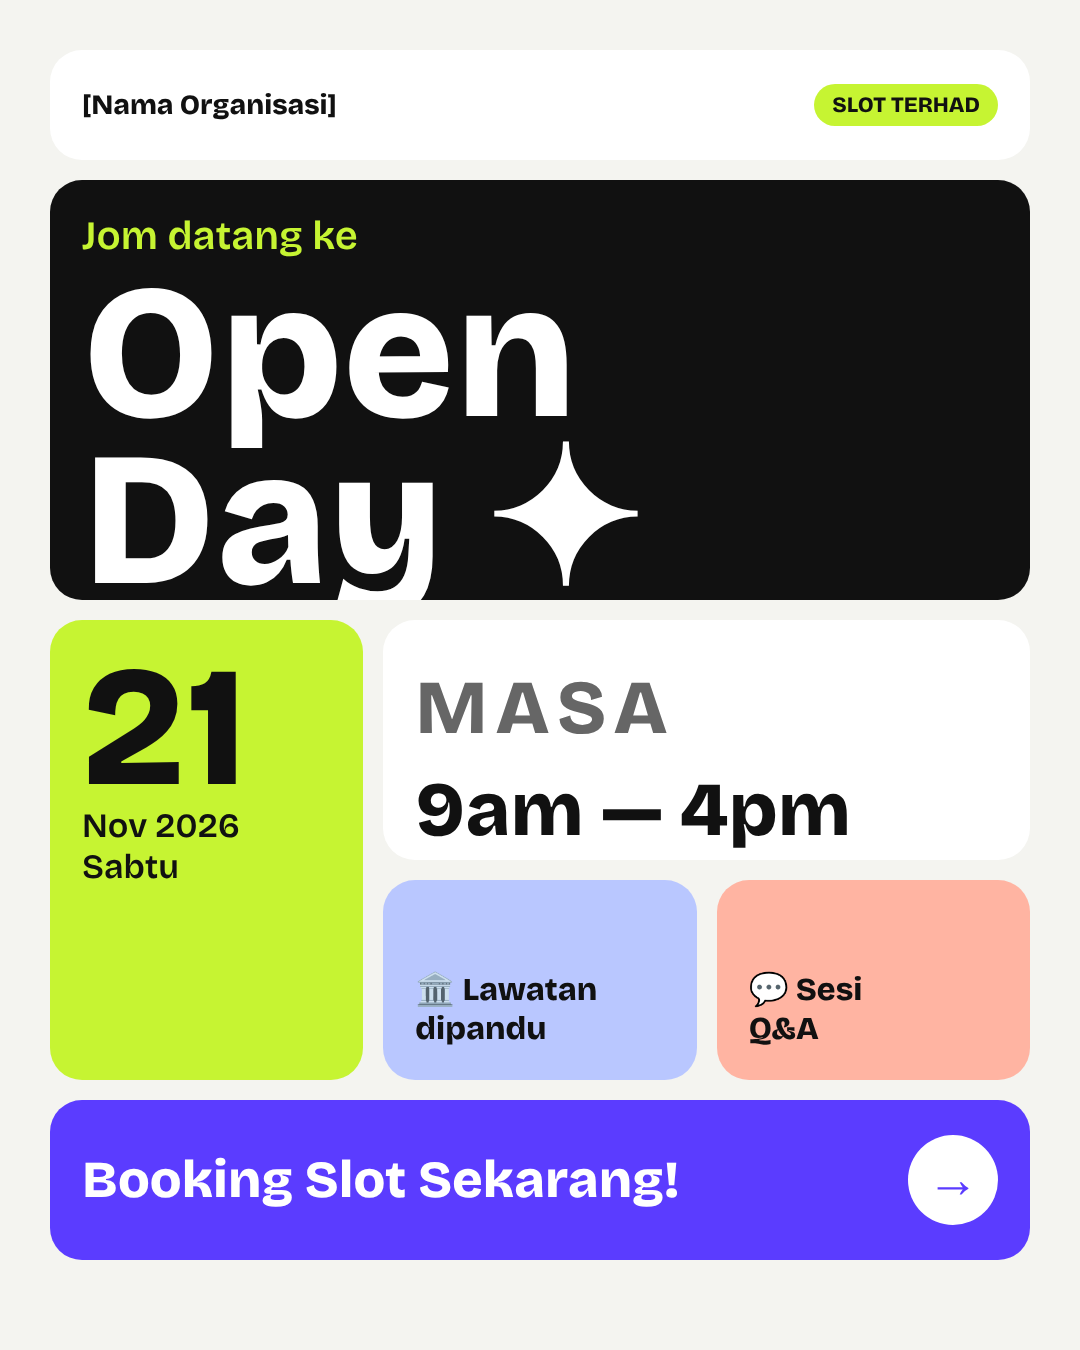 [Nama Organisasi]
SLOT TERHAD
Jom datang ke
Open
Day ✦
21
Nov 2026
Sabtu
MASA
9am — 4pm
🏛️ Lawatan
dipandu
💬 Sesi
Q&A
Booking Slot Sekarang!
→